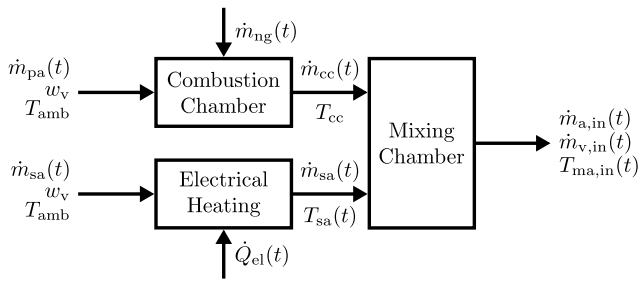 ṁng(t)
ṁpa(t)
wv
Tamb
Combustion
Chamber
ṁcc(t)
Tcc
Mixing
Chamber
ṁa,in(t)
ṁv,in(t)
Tma,in(t)
ṁsa(t)
wv
Tamb
Electrical
Heating
ṁsa(t)
Tsa(t)
Q̇el(t)